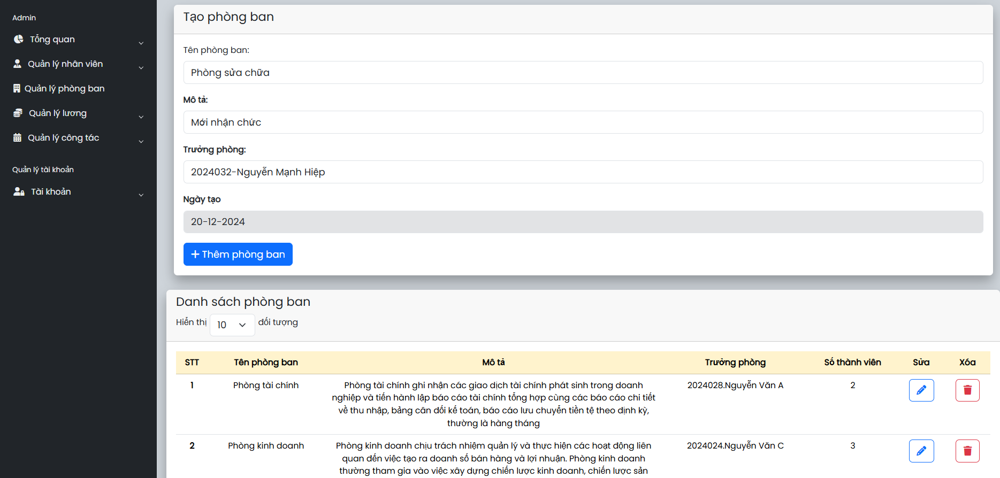 Admin
Tổng quan
Quản lý nhân viên
Quản lý phòng ban
Quản lý lương
Quản lý công tác
Quản lý tài khoản
Tài khoản
Tạo phòng ban
Tên phòng ban:
Phòng sửa chữa
Mô tả:
Mới nhận chức
Trưởng phòng:
2024032-Nguyễn Mạnh Hiệp
Ngày tạo
20-12-2024
+ Thêm phòng ban
Danh sách phòng ban
Hiển thị 10 đối tượng
STT Tên phòng ban Mô tả Trưởng phòng Số thành viên Sửa Xóa
1 Phòng tài chính Phòng tài chính ghi nhận các giao dịch tài chính phát sinh trong doanh 2024028.Nguyễn Văn A 2
nghiệp và tiến hành lập báo cáo tài chính tổng hợp cùng các báo cáo chi tiết
về thu nhập, bảng cân đối kế toán, báo cáo lưu chuyển tiền tệ theo định kỳ,
thường là hàng tháng
2 Phòng kinh doanh Phòng kinh doanh chịu trách nhiệm quản lý và thực hiện các hoạt động liên 2024024.Nguyễn Văn C 3
quan đến việc tạo ra doanh số bán hàng và lợi nhuận. Phòng kinh doanh
thường tham gia vào việc xây dựng chiến lược kinh doanh, chiến lược sản